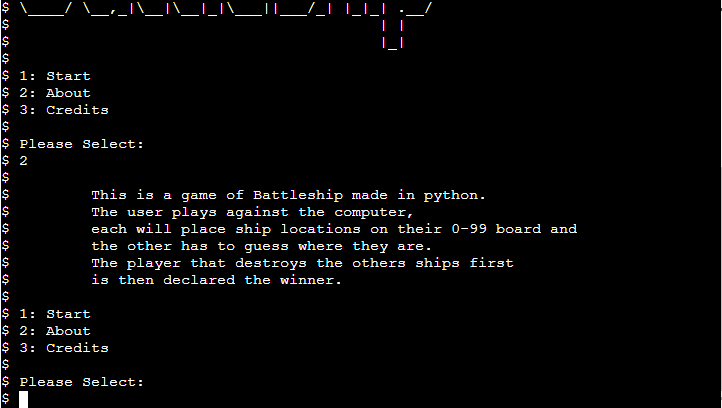 $ \____/ \__,_|\__|\__|_|\___||___/_| |_|_| .__/
$                                         | |
$                                         |_|
$
$ 1: Start
$ 2: About
$ 3: Credits
$
$ Please Select:
$ 2
$
$         This is a game of Battleship made in python.
$         The user plays against the computer,
$         each will place ship locations on their 0-99 board and
$         the other has to guess where they are.
$         The player that destroys the others ships first
$         is then declared the winner.
$
$ 1: Start
$ 2: About
$ 3: Credits
$
$ Please Select:
$